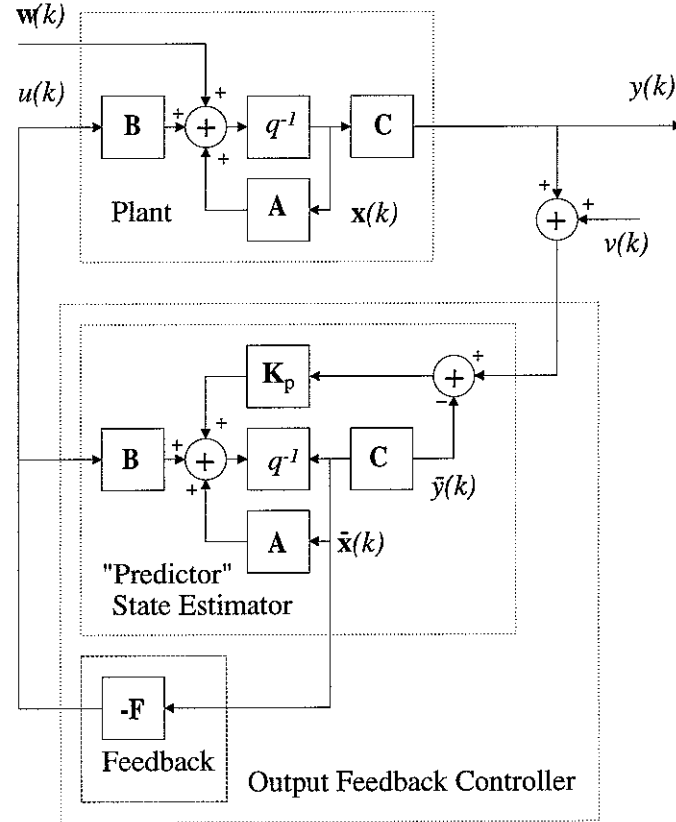 w(k)
u(k)
y(k)
+
B
+
+
q⁻¹
C
+
A
x(k)
Plant
+
+
+
v(k)
K_p
+
+
−
+
B
+
+
q⁻¹
C
ȳ(k)
+
A
x̄(k)
"Predictor"
State Estimator
-F
Feedback
Output Feedback Controller